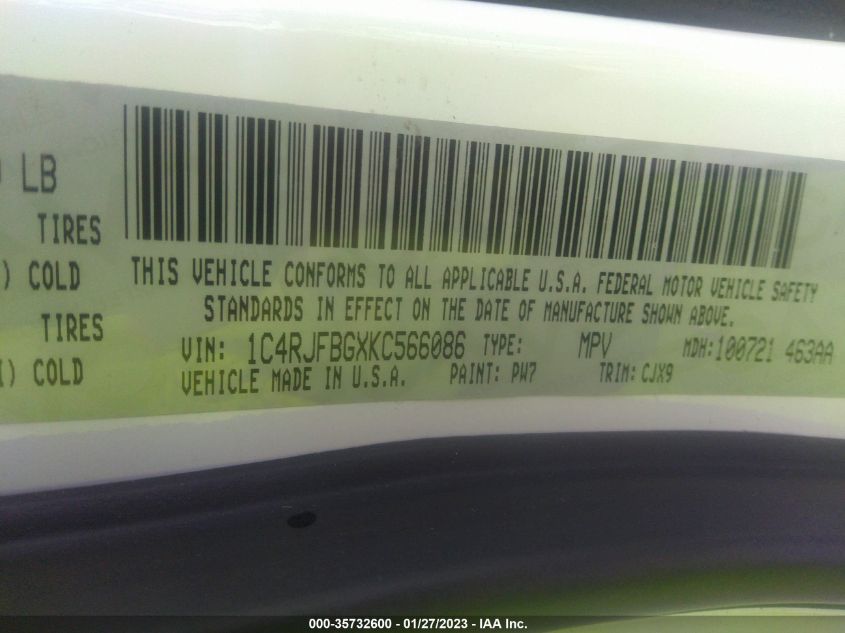 LB
TIRES
) COLD
THIS VEHICLE CONFORMS TO ALL APPLICABLE U.S.A. FEDERAL MOTOR VEHICLE SAFETY
STANDARDS IN EFFECT ON THE DATE OF MANUFACTURE SHOWN ABOVE.
TIRES
VIN: 1C4RJFBGXKC566086 TYPE: MPV MDH:100721 463AA
) COLD
VEHICLE MADE IN U.S.A. PAINT: PW7 TRIM: CJX9
000-35732600 – 01/27/2023 – IAA Inc.